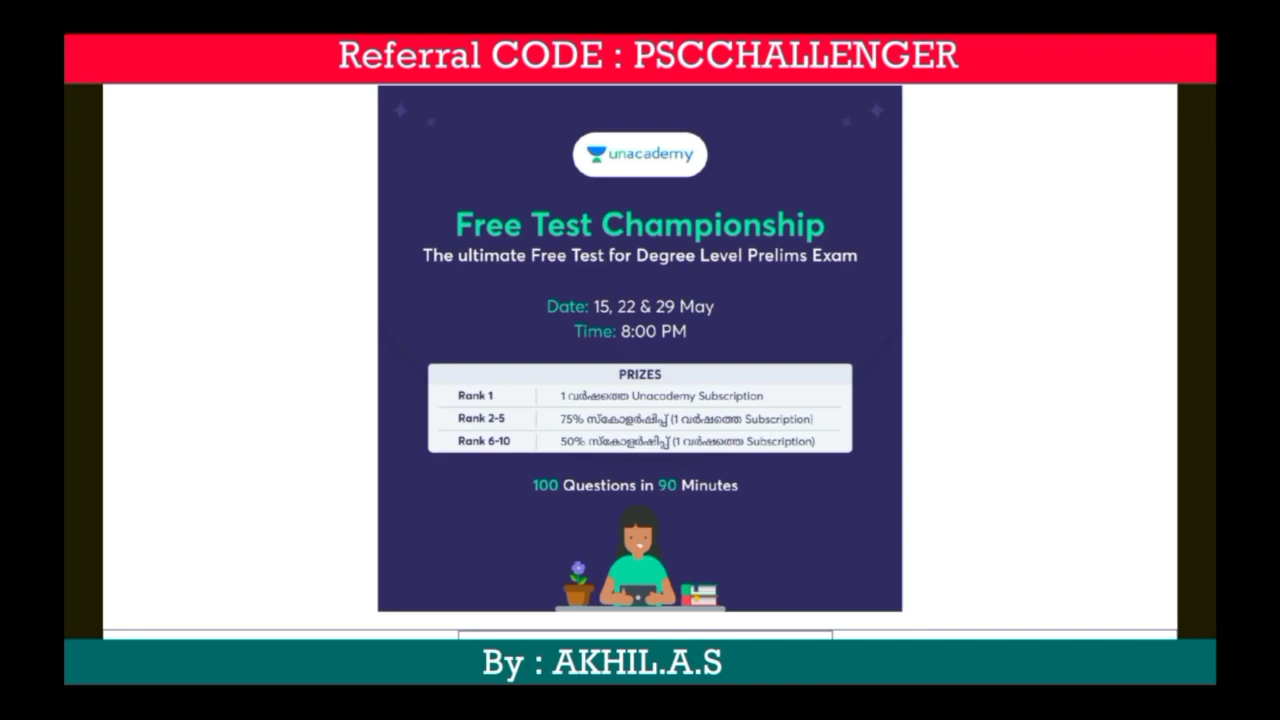 Referral CODE : PSCCHALLENGER
unacademy
Free Test Championship
The ultimate Free Test for Degree Level Prelims Exam
Date: 15, 22 & 29 May
Time: 8:00 PM
PRIZES
Rank 1 1 വർഷത്തെ Unacademy Subscription
Rank 2-5 75% സ്കോളർഷിപ്പ് (1 വർഷത്തെ Subscription)
Rank 6-10 50% സ്കോളർഷിപ്പ് (1 വർഷത്തെ Subscription)
100 Questions in 90 Minutes
By : AKHIL.A.S